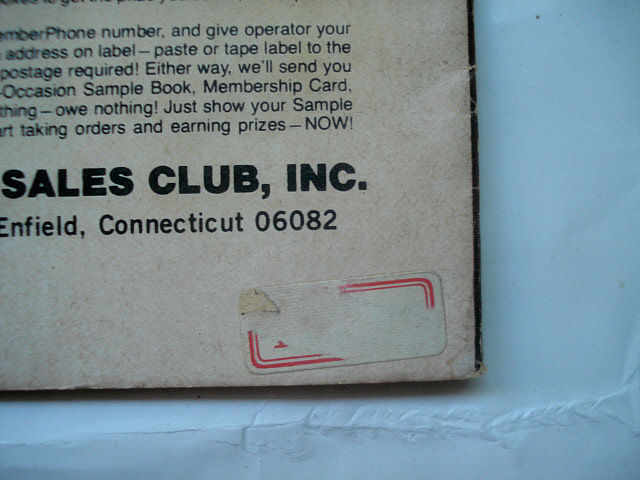 emberPhone number, and give operator your
address on label — paste or tape label to the
postage required! Either way, we'll send you
-Occasion Sample Book, Membership Card,
thing — owe nothing! Just show your Sample
art taking orders and earning prizes — NOW!
SALES CLUB, INC.
Enfield, Connecticut 06082